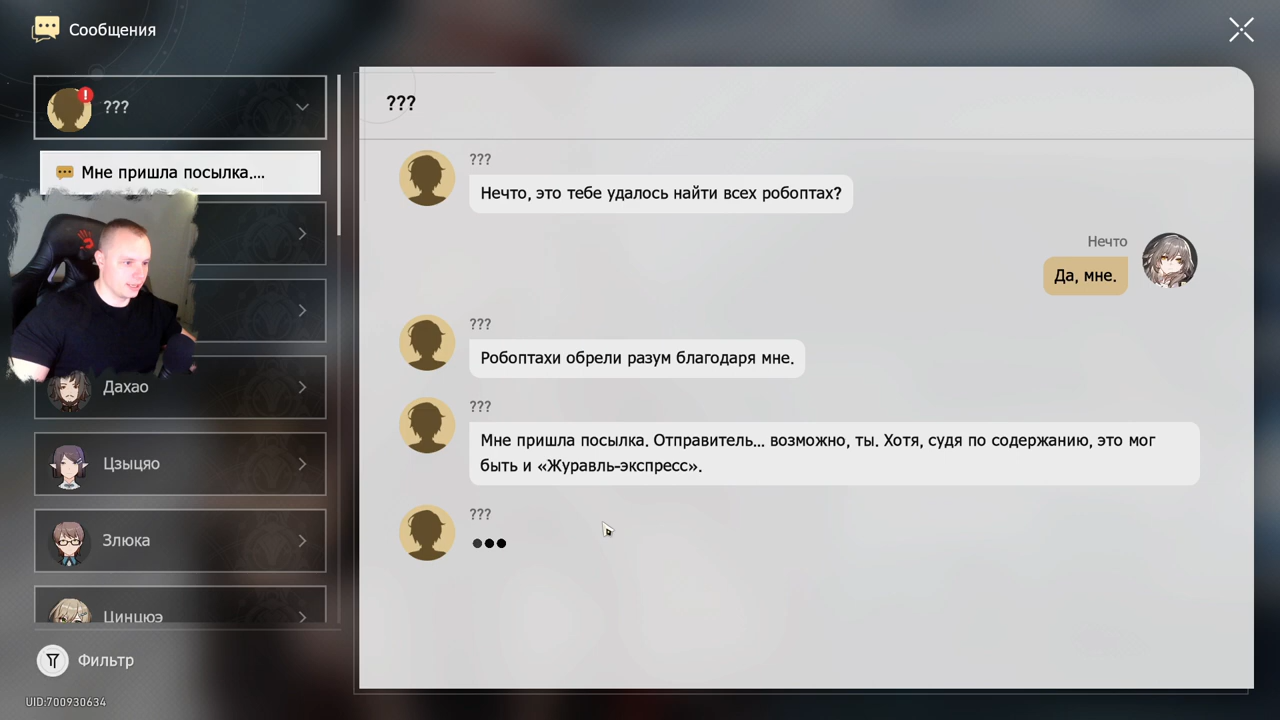 Сообщения
???
Мне пришла посылка....
Дахао
Цзыцяо
Злюка
Цинцюэ
Фильтр
UID:700930634
???
???
Нечто, это тебе удалось найти всех роboптах?
Нечто
Да, мне.
???
Робоптахи обрели разум благодаря мне.
???
Мне пришла посылка. Отправитель... возможно, ты. Хотя, судя по содержанию, это мог
быть и «Журавль-экспресс».
???